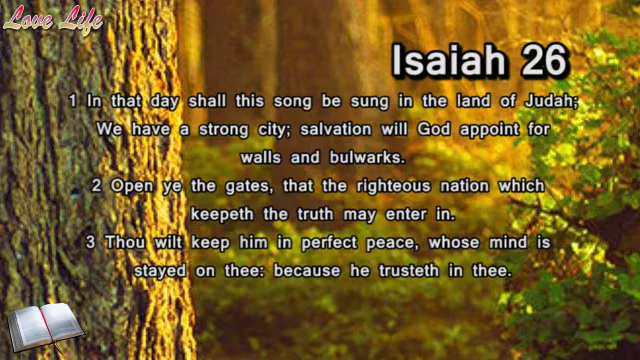 Love Life
Isaiah 26
1 In that day shall this song be sung in the land of Judah;
We have a strong city; salvation will God appoint for
walls and bulwarks.
2 Open ye the gates, that the righteous nation which
keepeth the truth may enter in.
3 Thou wilt keep him in perfect peace, whose mind is
stayed on thee: because he trusteth in thee.